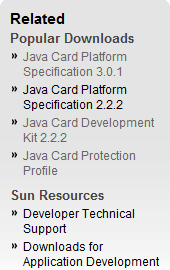 Related
Popular Downloads
» Java Card Platform
Specification 3.0.1
» Java Card Platform
Specification 2.2.2
» Java Card Development
Kit 2.2.2
» Java Card Protection
Profile
Sun Resources
» Developer Technical
Support
» Downloads for
Application Development